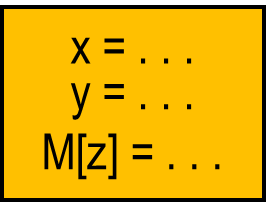 x = . . .
y = . . .
M[z] = . . .